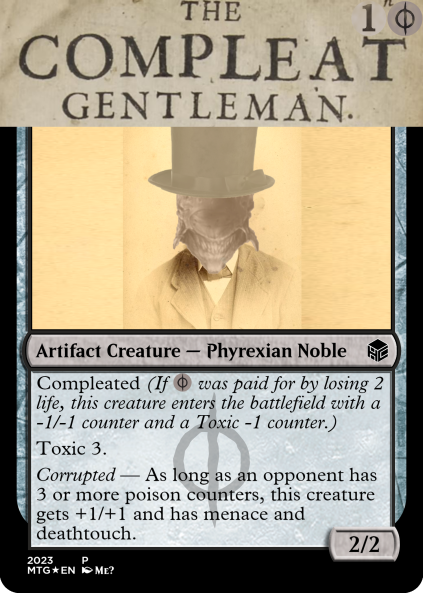 THE
COMPLEAT
GENTLEMAN.
1
Artifact Creature — Phyrexian Noble
Compleated (If was paid for by losing 2
life, this creature enters the battlefield with a
-1/-1 counter and a Toxic -1 counter.)
Toxic 3.
Corrupted — As long as an opponent has
3 or more poison counters, this creature
gets +1/+1 and has menace and
deathtouch.
2/2
2023 P
MTG★EN ME?